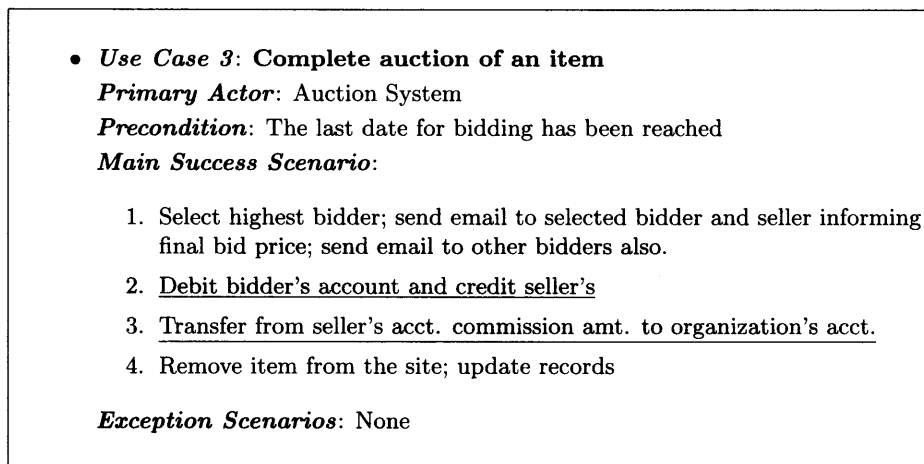 • Use Case 3: Complete auction of an item
Primary Actor: Auction System
Precondition: The last date for bidding has been reached
Main Success Scenario:
1. Select highest bidder; send email to selected bidder and seller informing
final bid price; send email to other bidders also.
2. Debit bidder's account and credit seller's
3. Transfer from seller's acct. commission amt. to organization's acct.
4. Remove item from the site; update records
Exception Scenarios: None